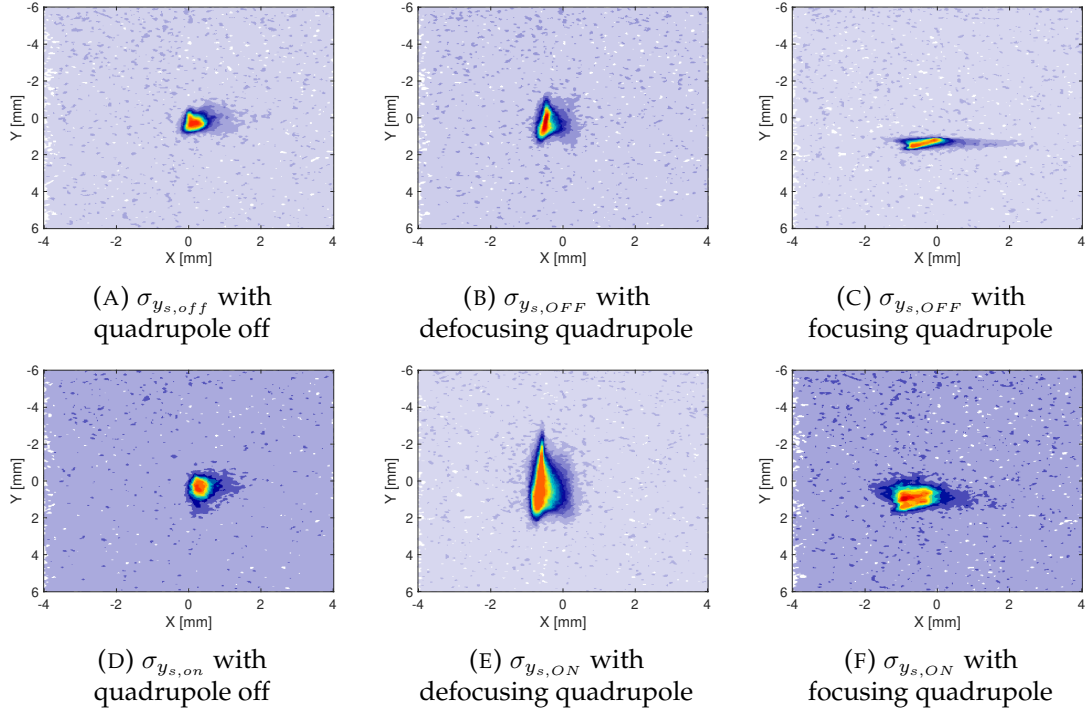 -6
-4
-2
0
2
4
6
Y [mm]
-4 -2 0 2 4
X [mm]
-6
-4
-2
0
2
4
6
Y [mm]
-4 -2 0 2 4
X [mm]
-6
-4
-2
0
2
4
6
Y [mm]
-4 -2 0 2 4
X [mm]
(A) σ_{y_{s,off}} with
quadrupole off
(B) σ_{y_{s,OFF}} with
defocusing quadrupole
(C) σ_{y_{s,OFF}} with
focusing quadrupole
-6
-4
-2
0
2
4
6
Y [mm]
-4 -2 0 2 4
X [mm]
-6
-4
-2
0
2
4
6
Y [mm]
-4 -2 0 2 4
X [mm]
-6
-4
-2
0
2
4
6
Y [mm]
-4 -2 0 2 4
X [mm]
(D) σ_{y_{s,on}} with
quadrupole off
(E) σ_{y_{s,ON}} with
defocusing quadrupole
(F) σ_{y_{s,ON}} with
focusing quadrupole